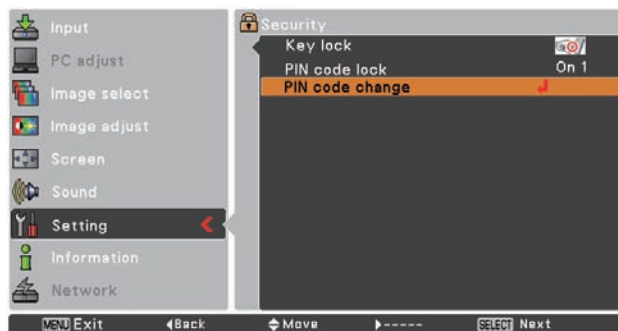 Input
PC adjust
Image select
Image adjust
Screen
Sound
Setting
Information
Network
Security
Key lock
PIN code lock On 1
PIN code change
MENU Exit ◀Back Move ▶----- SELECT Next